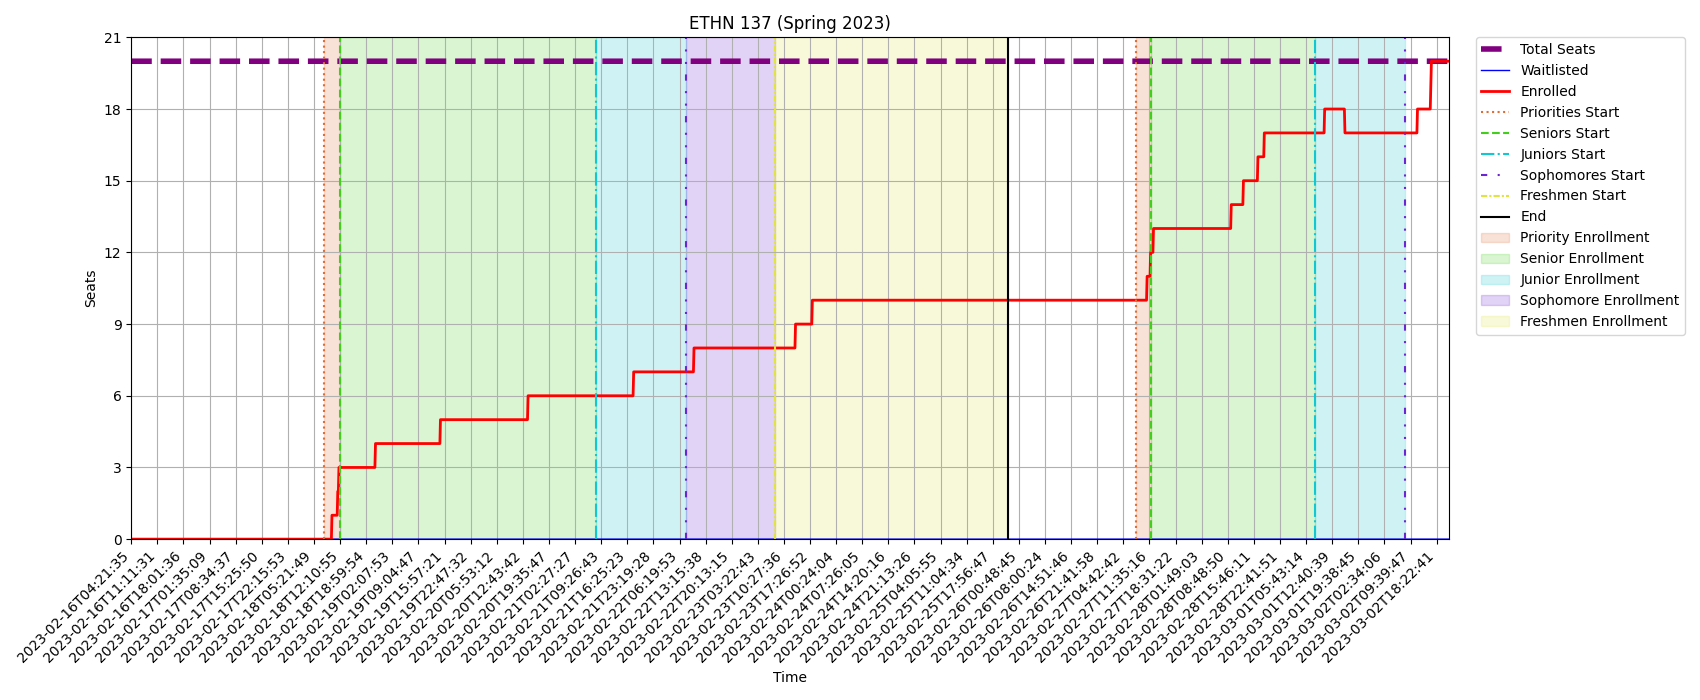 ETHN 137 (Spring 2023)
21
18
15
12
9
6
3
0
Seats
2023-02-16T04:21:35
2023-02-16T11:11:31
2023-02-16T18:01:36
2023-02-17T01:35:09
2023-02-17T08:34:37
2023-02-17T15:25:50
2023-02-17T22:15:53
2023-02-18T05:21:49
2023-02-18T12:10:55
2023-02-18T18:59:54
2023-02-19T02:07:53
2023-02-19T09:04:47
2023-02-19T15:57:21
2023-02-19T22:47:32
2023-02-20T05:53:12
2023-02-20T12:43:42
2023-02-20T19:35:47
2023-02-21T02:27:27
2023-02-21T09:26:43
2023-02-21T16:25:23
2023-02-21T23:19:28
2023-02-22T06:19:53
2023-02-22T13:15:38
2023-02-22T20:13:15
2023-02-23T03:22:43
2023-02-23T10:27:36
2023-02-23T17:26:52
2023-02-24T00:24:04
2023-02-24T07:26:05
2023-02-24T14:20:16
2023-02-24T21:13:26
2023-02-25T04:05:55
2023-02-25T11:04:34
2023-02-25T17:56:47
2023-02-26T00:48:45
2023-02-26T08:00:24
2023-02-26T14:51:46
2023-02-26T21:41:58
2023-02-27T04:42:42
2023-02-27T11:35:16
2023-02-27T18:31:22
2023-02-28T01:49:03
2023-02-28T08:48:50
2023-02-28T15:46:11
2023-02-28T22:41:51
2023-03-01T05:43:14
2023-03-01T12:40:39
2023-03-01T19:38:45
2023-03-02T02:34:06
2023-03-02T09:39:47
2023-03-02T18:22:41
Time
Total Seats
Waitlisted
Enrolled
Priorities Start
Seniors Start
Juniors Start
Sophomores Start
Freshmen Start
End
Priority Enrollment
Senior Enrollment
Junior Enrollment
Sophomore Enrollment
Freshmen Enrollment